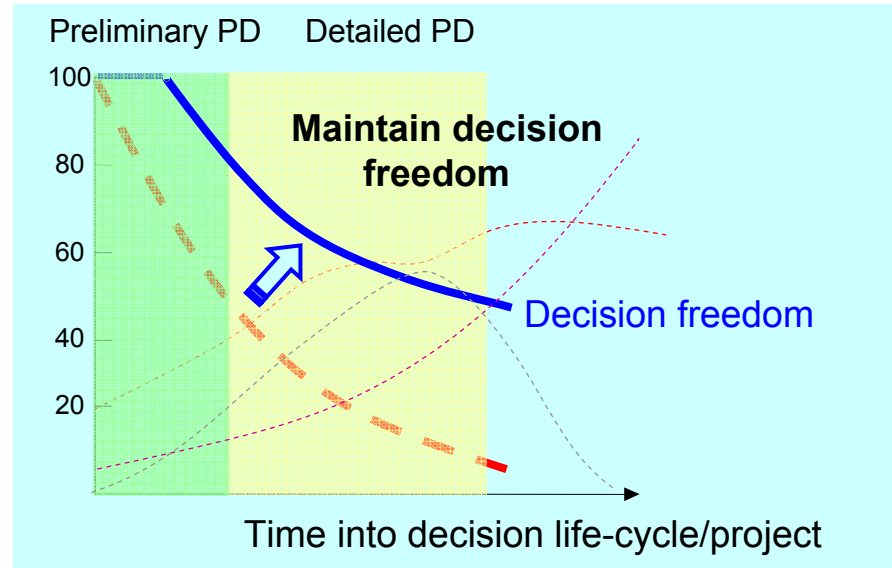 Preliminary PD Detailed PD
100
Maintain decision
freedom
80
60
Decision freedom
40
20
Time into decision life-cycle/project